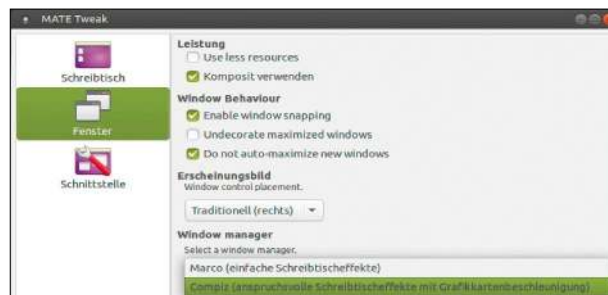 MATE Tweak
Schreibtisch
Fenster
Schnittstelle
Leistung
Use less resources
Komposit verwenden
Window Behaviour
Enable window snapping
Undecorate maximized windows
Do not auto-maximize new windows
Erscheinungsbild
Window control placement.
Traditionell (rechts)
Window manager
Select a window manager.
Marco (einfache Schreibtischeffekte)
Compiz (anspruchsvolle Schreibtischeffekte mit Grafikkartenbeschleunigung)